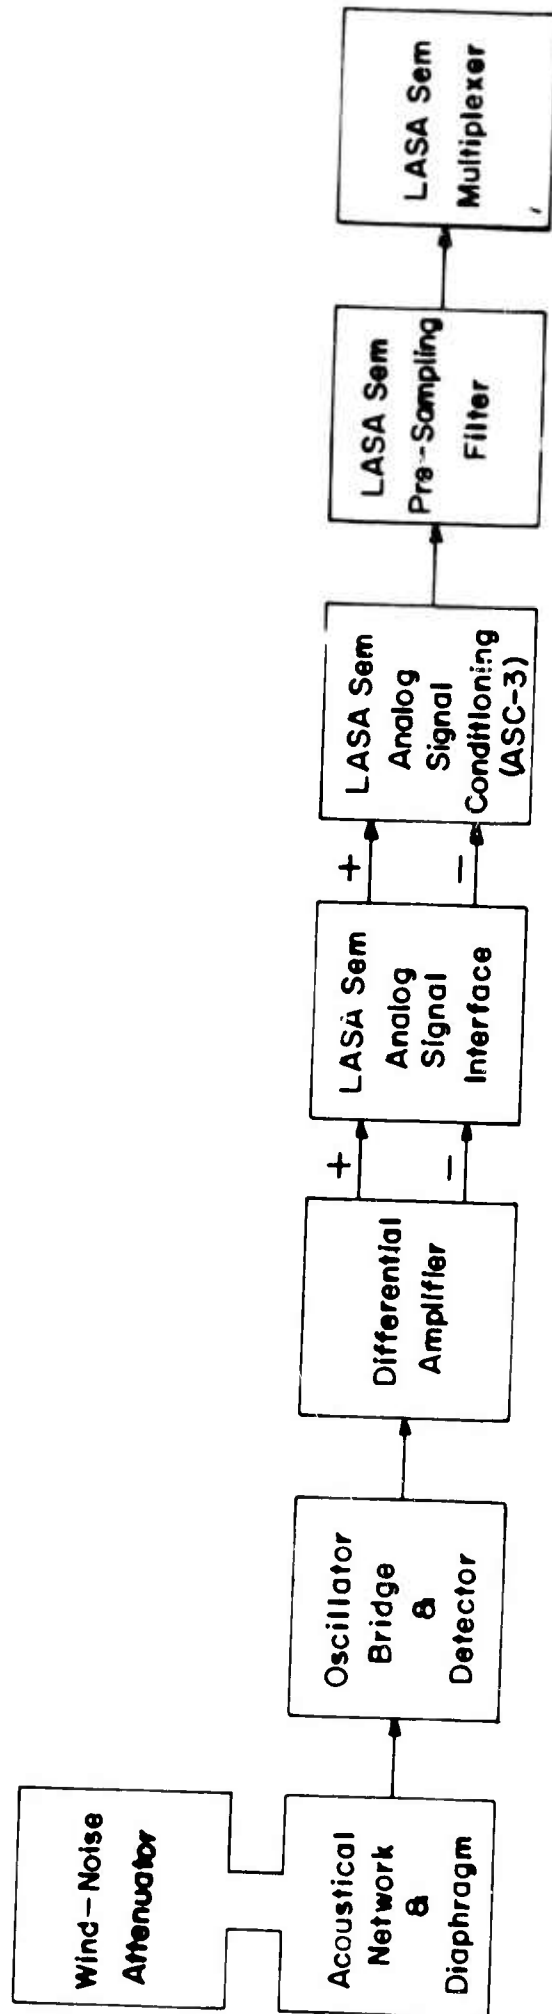 Wind-Noise
Attenuator
Acoustical
Network
&
Diaphragm
Oscillator
Bridge
&
Detector
Differential
Amplifier
+
-
LASA Sem
Analog
Signal
Interface
+
-
LASA Sem
Analog
Signal
Conditioning
(ASC-3)
LASA Sem
Pre-Sampling
Filter
LASA Sem
Multiplexer